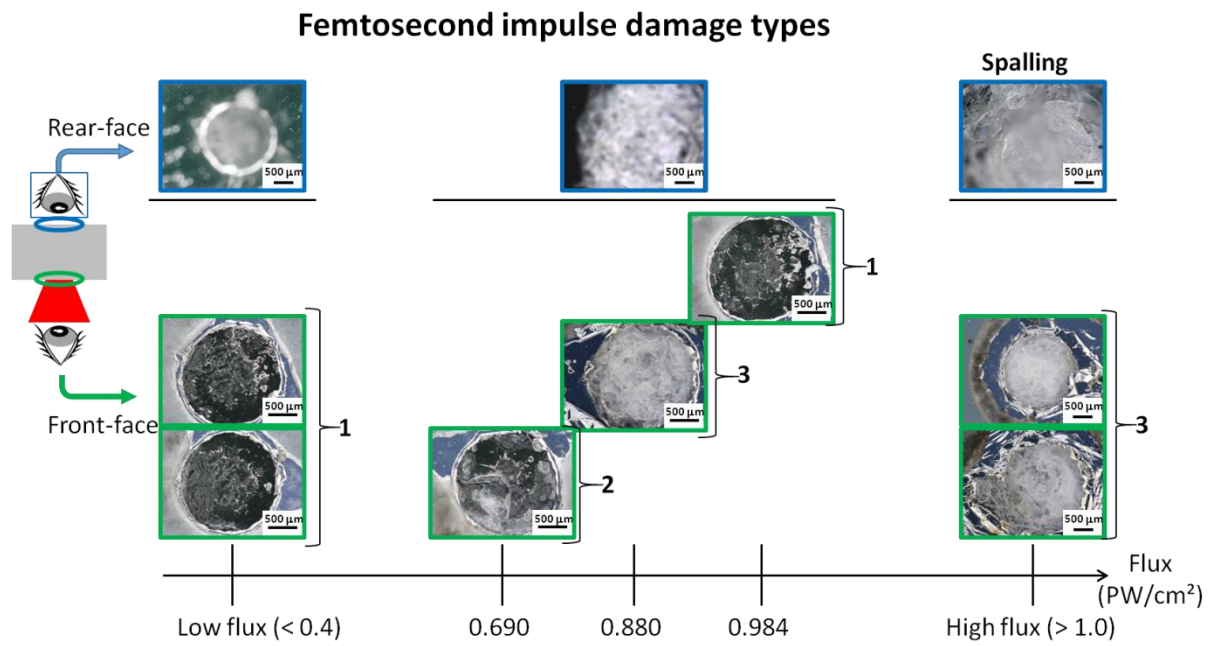 Femtosecond impulse damage types
Spalling
Rear-face
500 µm
500 µm
500 µm
500 µm
1
500 µm
500 µm
500 µm
3
3
Front-face
1
500 µm
500 µm
500 µm
2
Flux
(PW/cm²)
Low flux (< 0.4)
0.690
0.880
0.984
High flux (> 1.0)